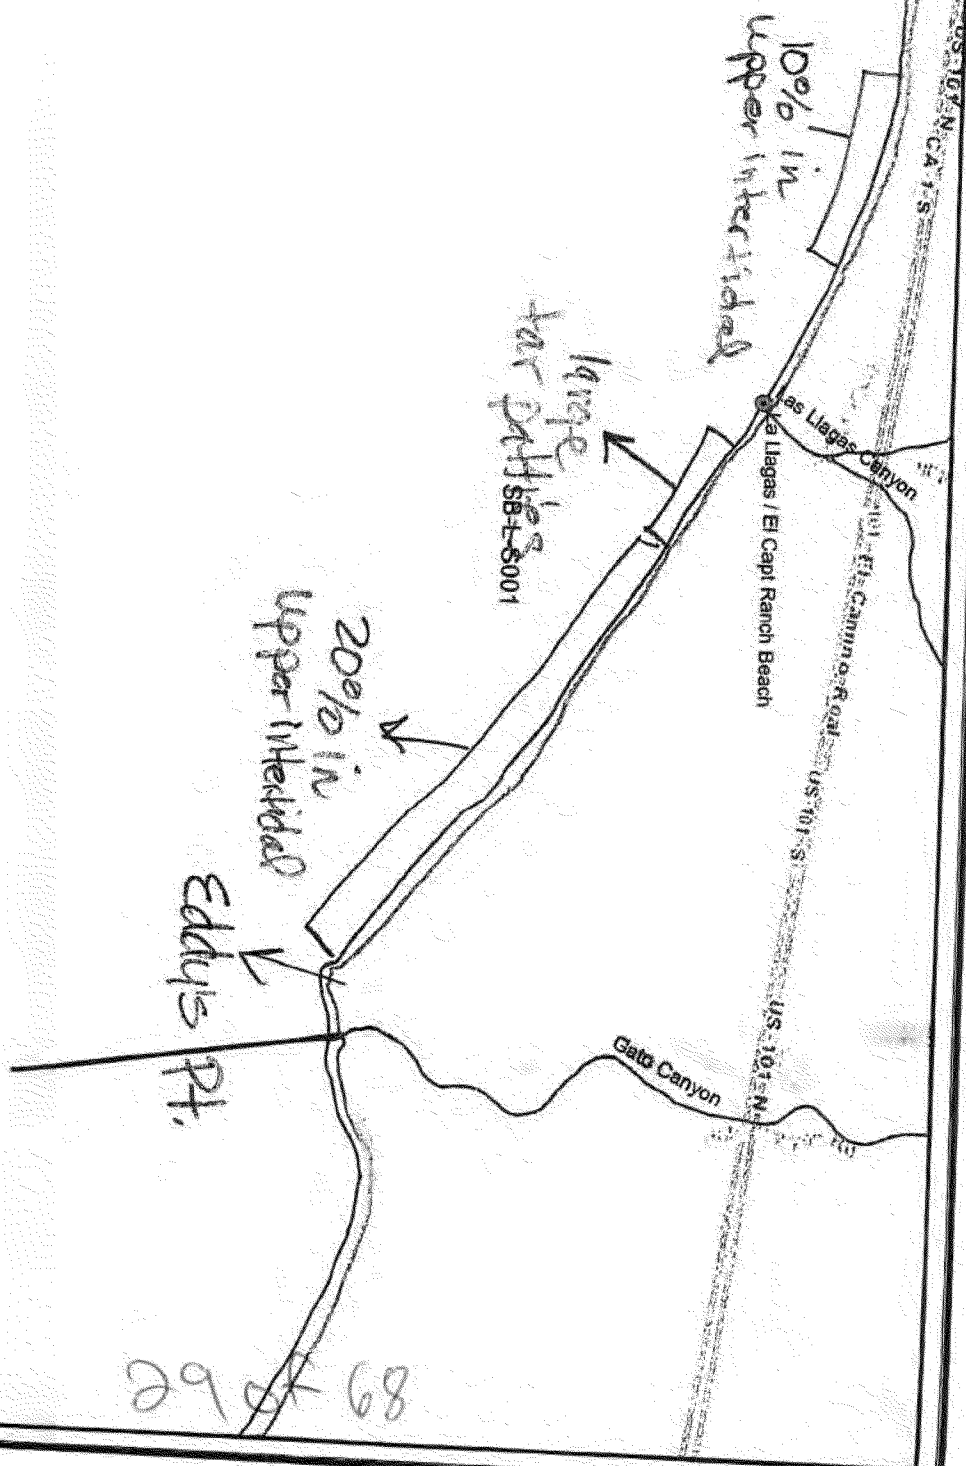 US-101 N
CA 1-S
10% in
upper intertidal
Las Llagas Canyon
La Llagas / El Capt Ranch Beach
large
tar patties
SB-L-S001
101 El Camino Real
US-101 S
20% in
upper intertidal
Eddy's Pt.
US-101 N
Gato Canyon
29 of 68